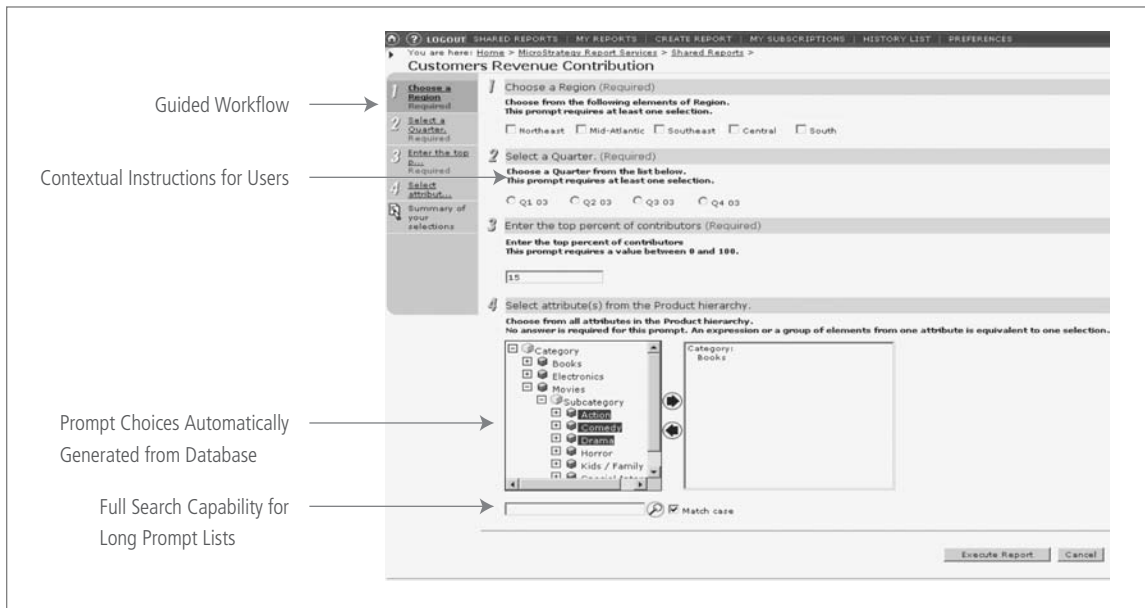 LOGOUT SHARED REPORTS | MY REPORTS | CREATE REPORT | MY SUBSCRIPTIONS | HISTORY LIST | PREFERENCES
You are here: Home > MicroStrategy Report Services > Shared Reports >
Customers Revenue Contribution
Guided Workflow
Contextual Instructions for Users
Prompt Choices Automatically
Generated from Database
Full Search Capability for
Long Prompt Lists
1 Choose a
Region
Required
2 Select a
Quarter.
Required
3 Enter the top
p...
Required
4 Select
attribut...
Summary of
your
selections
1 Choose a Region (Required)
Choose from the following elements of Region.
This prompt requires at least one selection.
Northeast Mid-Atlantic Southeast Central South
2 Select a Quarter. (Required)
Choose a Quarter from the list below.
This prompt requires at least one selection.
Q1 03 Q2 03 Q3 03 Q4 03
3 Enter the top percent of contributors (Required)
Enter the top percent of contributors
This prompt requires a value between 0 and 100.
15
4 Select attribute(s) from the Product hierarchy.
Choose from all attributes in the Product hierarchy.
No answer is required for this prompt. An expression or a group of elements from one attribute is equivalent to one selection.
Category
Books
Electronics
Movies
Subcategory
Action
Comedy
Drama
Horror
Kids / Family
Category:
Books
Match case
Execute Report Cancel